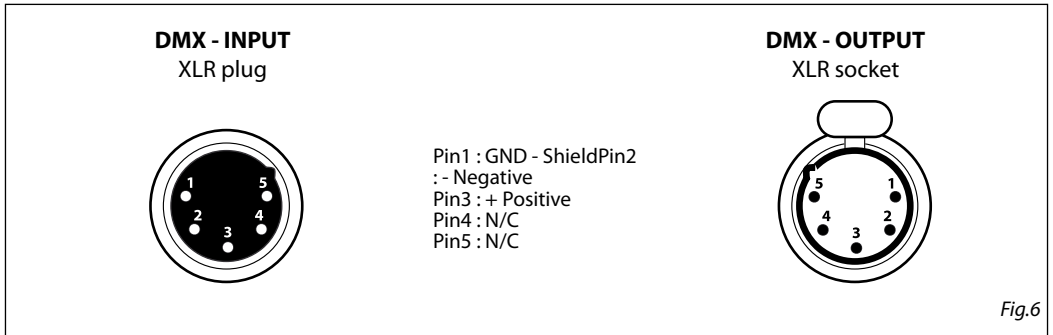 DMX - INPUT
XLR plug
1
5
2
4
3
Pin1 : GND - ShieldPin2
: - Negative
Pin3 : + Positive
Pin4 : N/C
Pin5 : N/C
DMX - OUTPUT
XLR socket
5
1
4
2
3
Fig.6